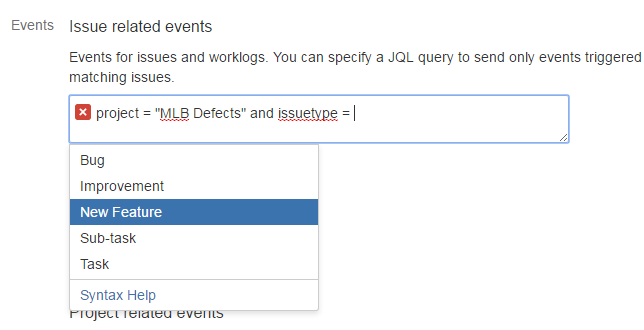 Events Issue related events
Events for issues and worklogs. You can specify a JQL query to send only events triggered
matching issues.
project = "MLB Defects" and issuetype =
Bug
Improvement
New Feature
Sub-task
Task
Syntax Help
Project related events